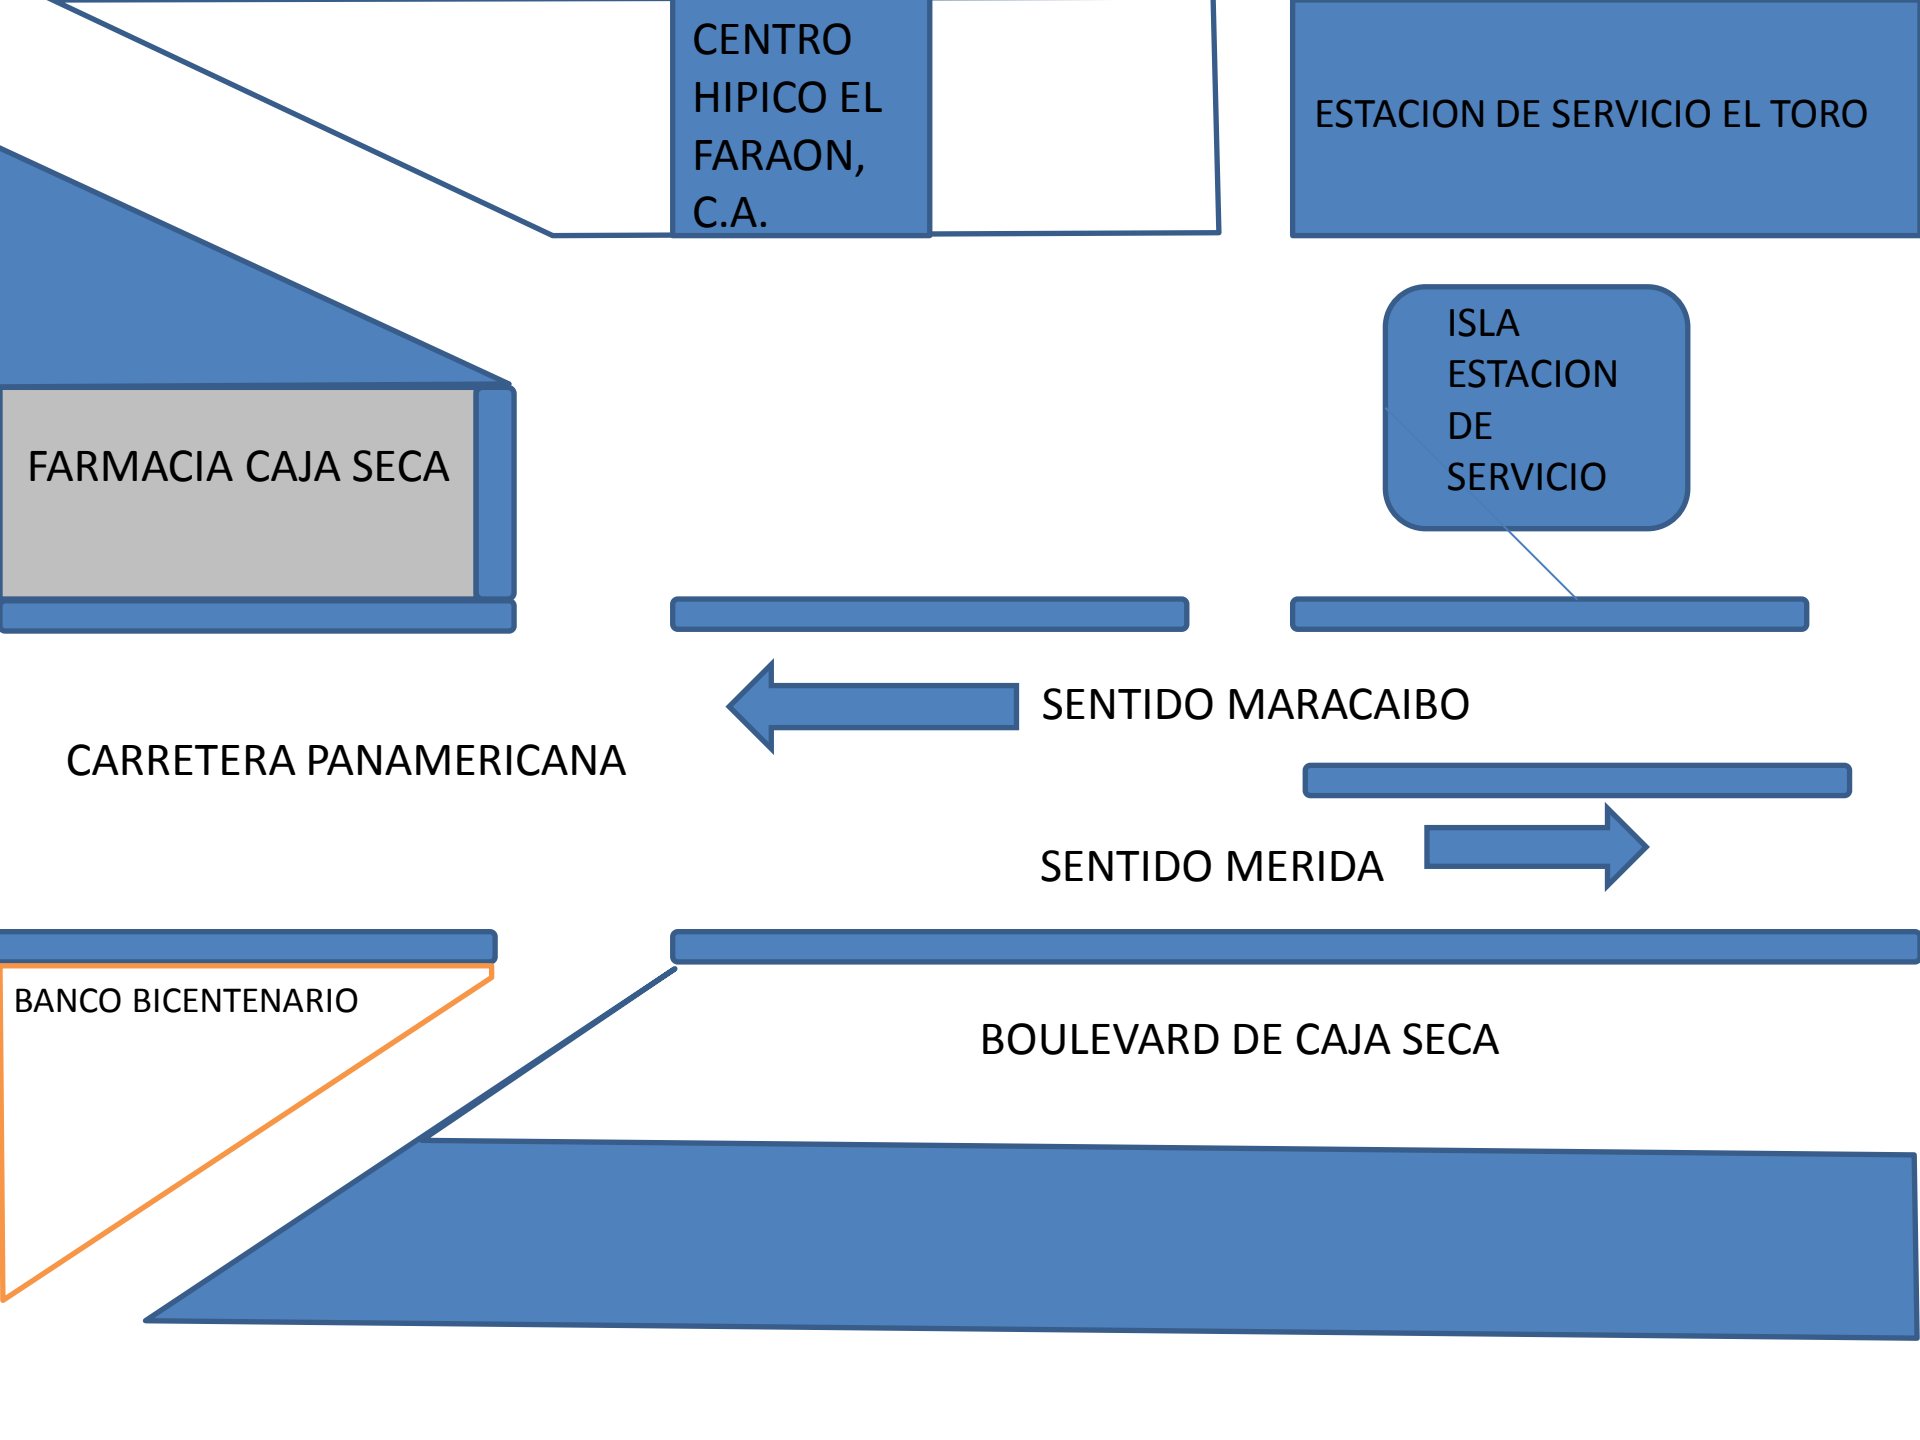 CENTRO
HIPICO EL
FARAON,
C.A.
ESTACION DE SERVICIO EL TORO
ISLA
ESTACION
DE
SERVICIO
FARMACIA CAJA SECA
SENTIDO MARACAIBO
CARRETERA PANAMERICANA
SENTIDO MERIDA
BANCO BICENTENARIO
BOULEVARD DE CAJA SECA